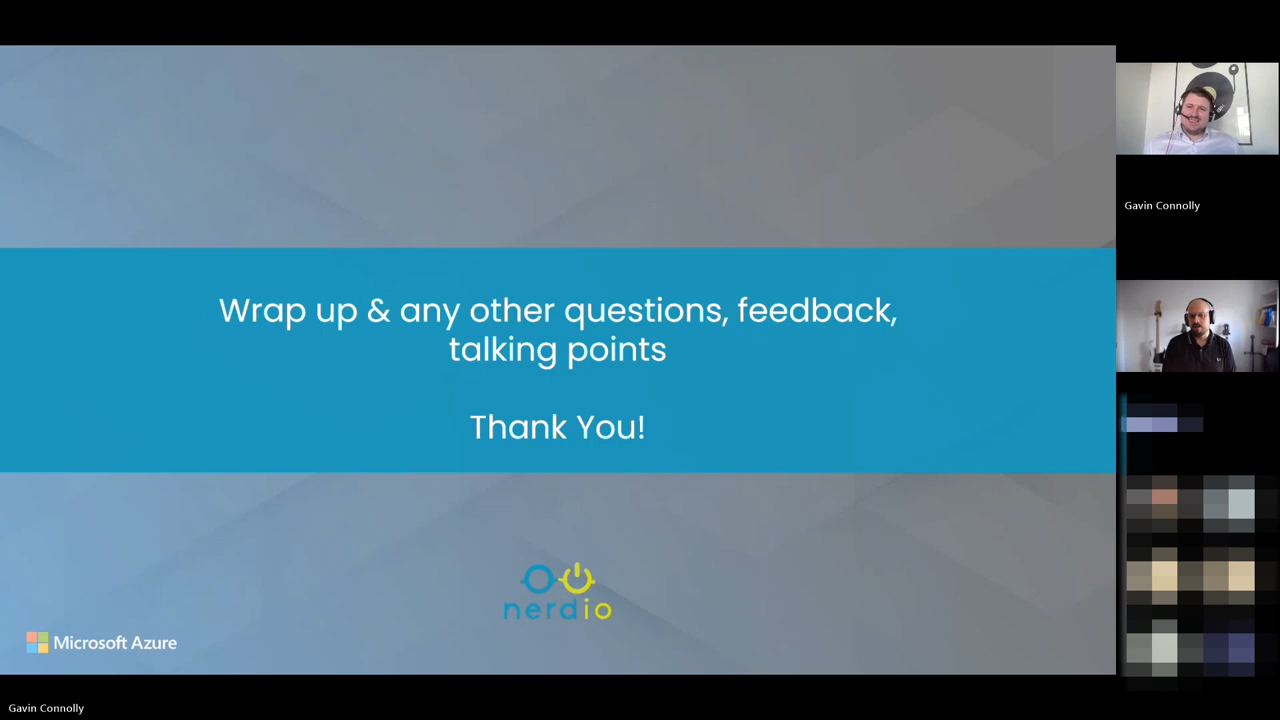 Gavin Connolly
Wrap up & any other questions, feedback,
talking points
Thank You!
nerdio
Microsoft Azure
Gavin Connolly